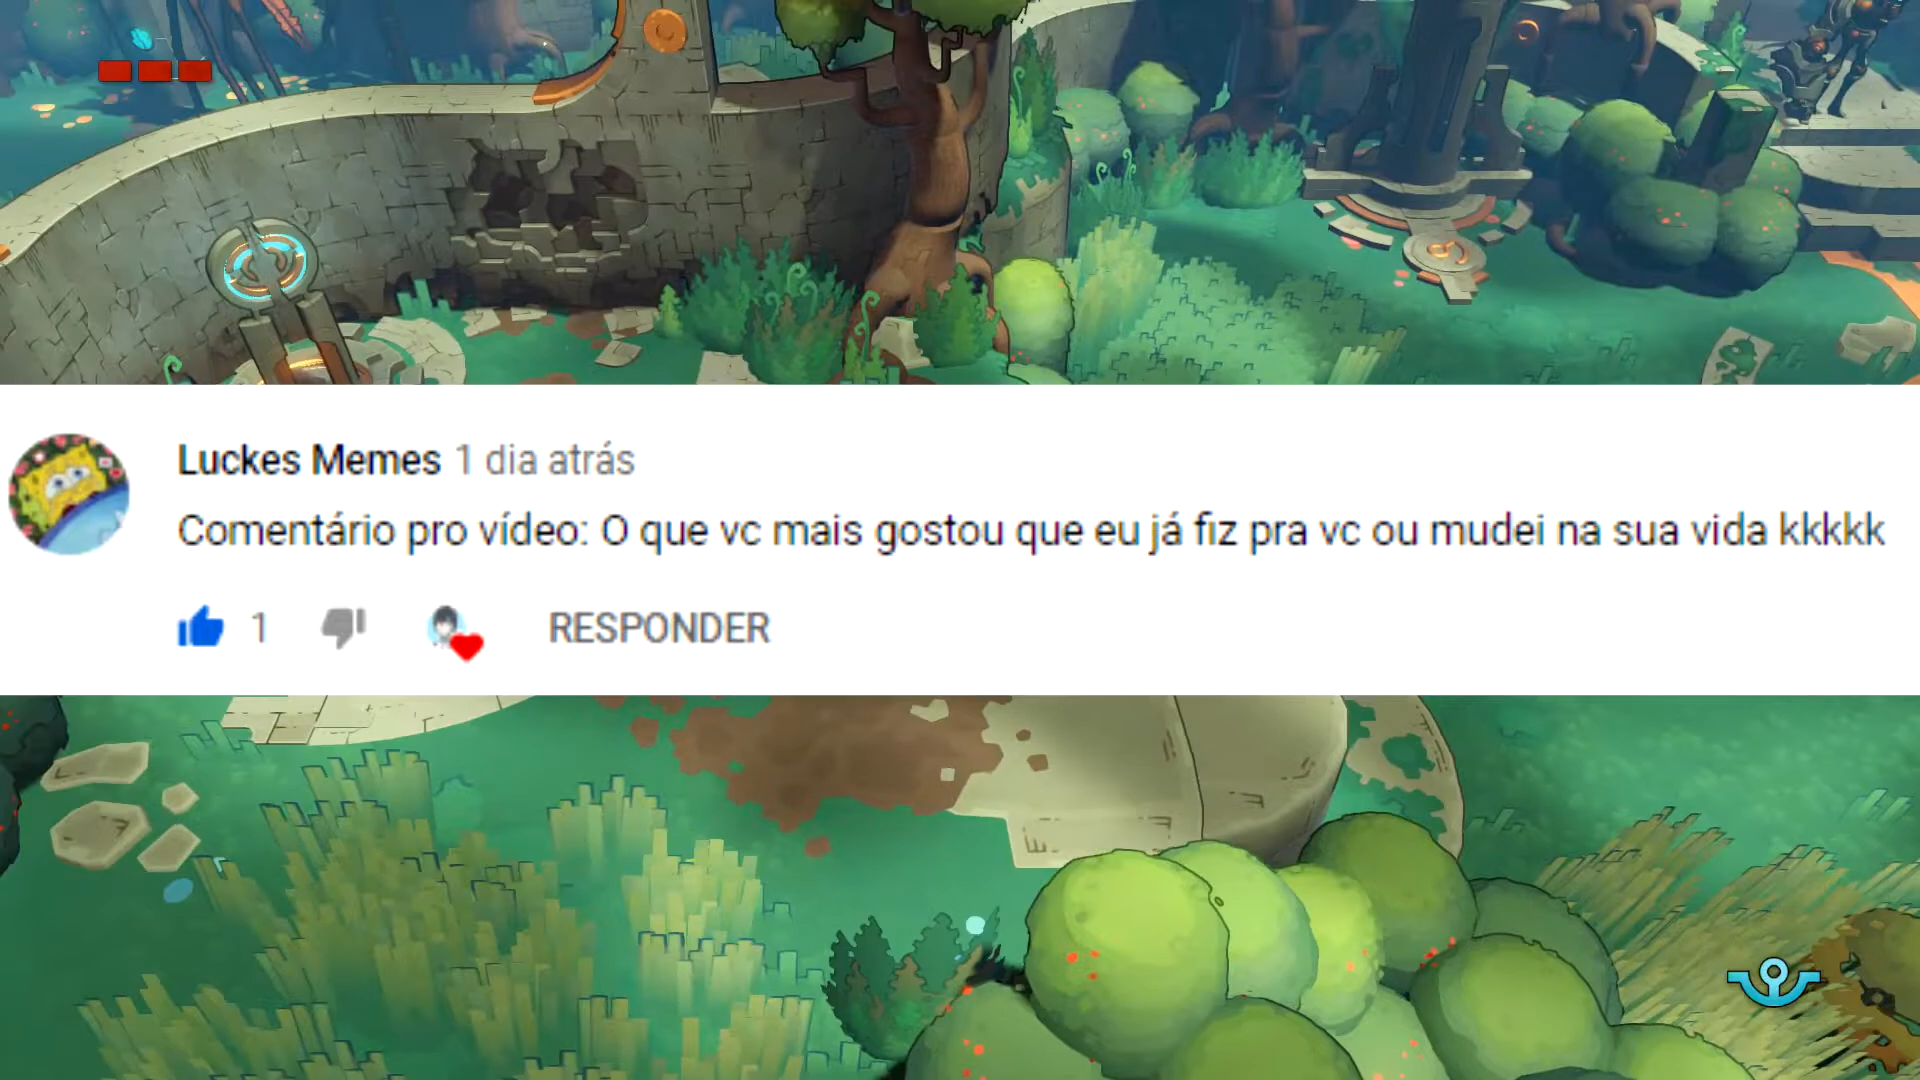 Luckes Memes 1 dia atrás
Comentário pro vídeo: O que vc mais gostou que eu já fiz pra vc ou mudei na sua vida kkkkk
1 RESPONDER